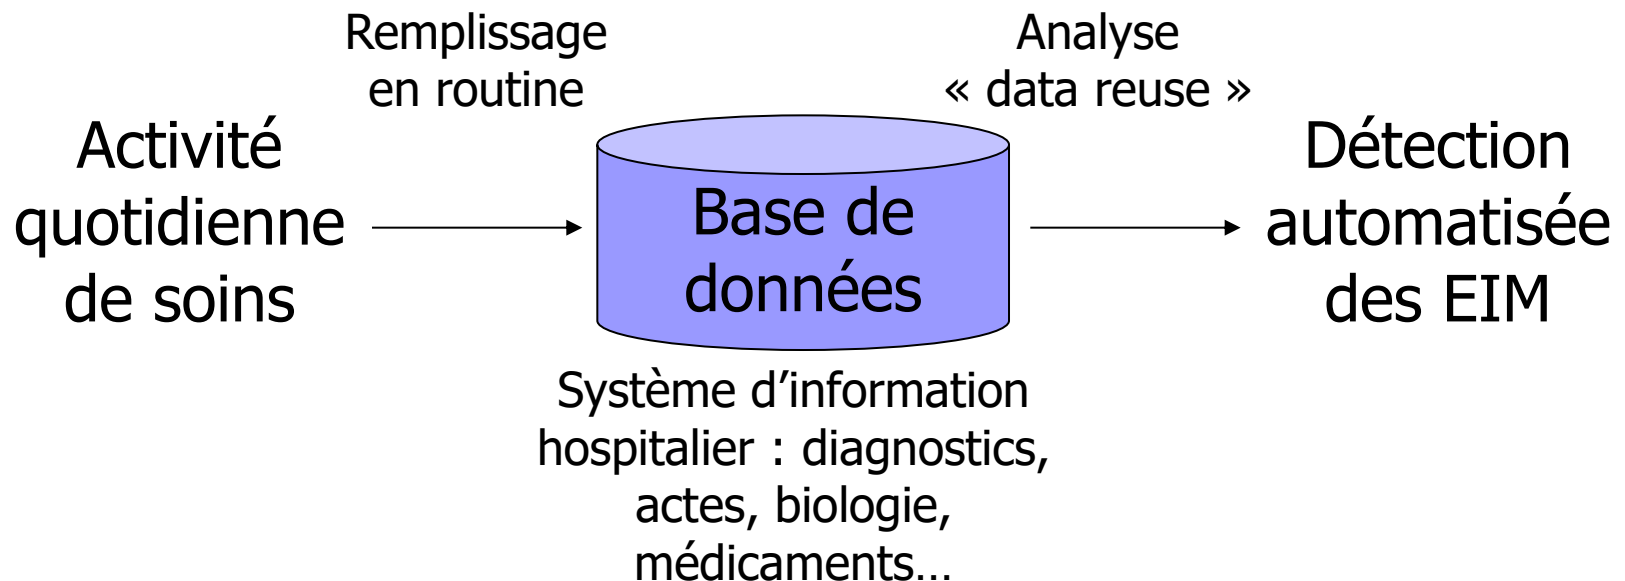 Remplissage
en routine
Analyse
« data reuse »
Activité
quotidienne
de soins
Base de
données
Détection
automatisée
des EIM
Système d’information
hospitalier : diagnostics,
actes, biologie,
médicaments…